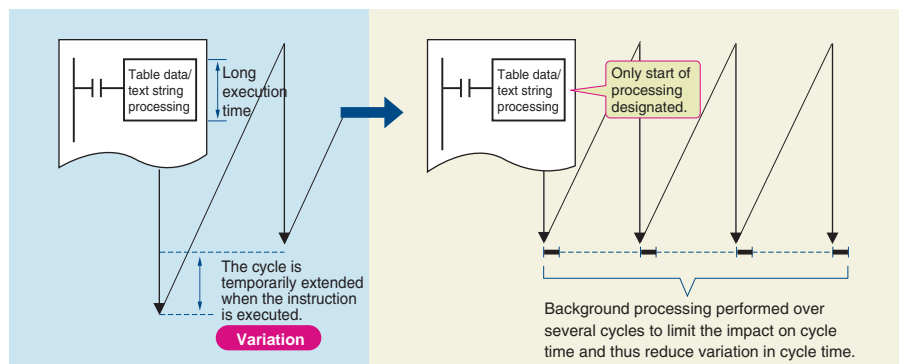 Table data/
text string
processing
Long
execution
time
The cycle is
temporarily extended
when the instruction
is executed.
Variation
Table data/
text string
processing
Only start of
processing
designated.
Background processing performed over
several cycles to limit the impact on cycle
time and thus reduce variation in cycle time.